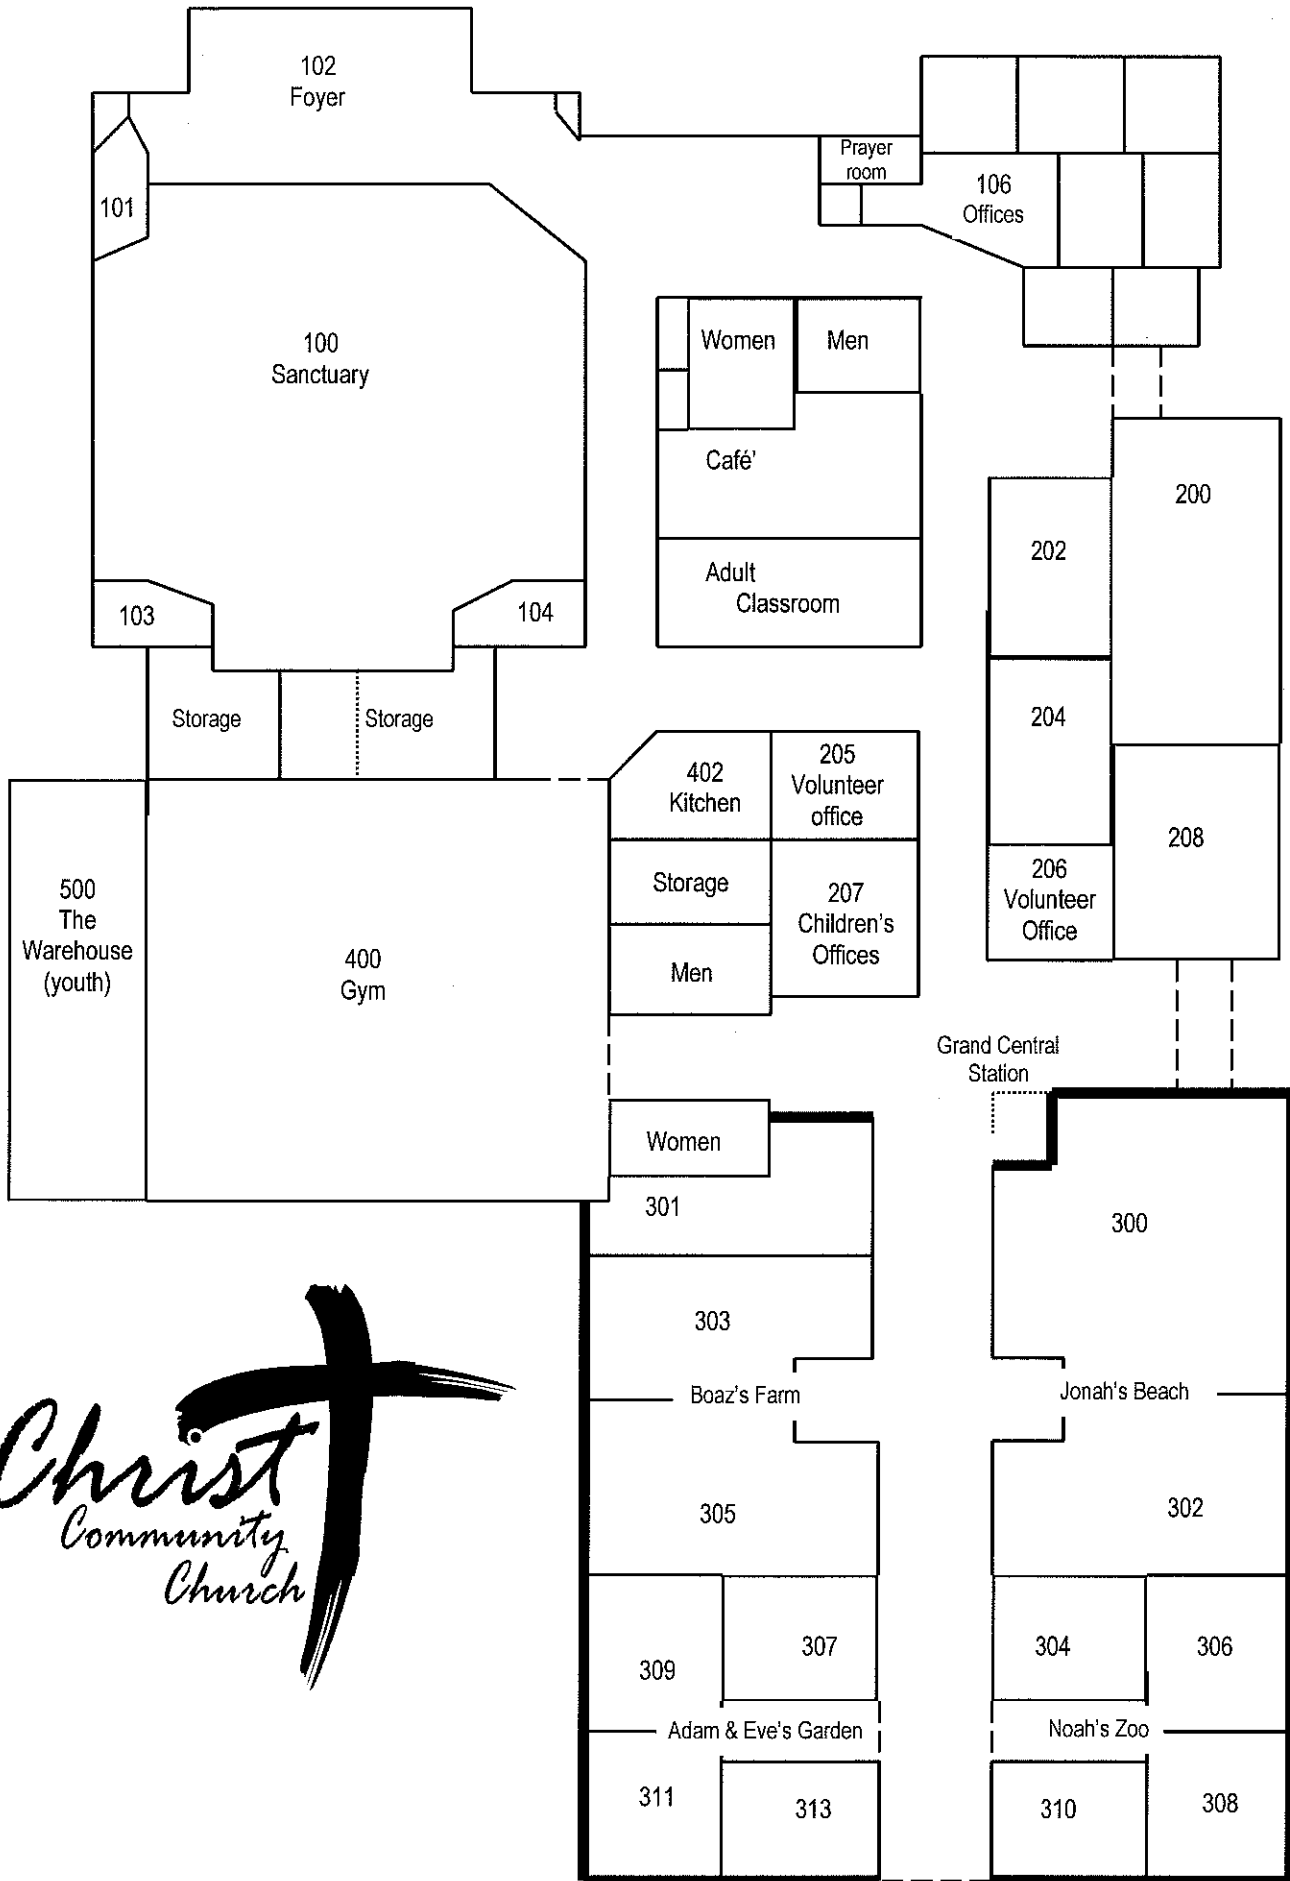 102
Foyer
Prayer
room
106
Offices
101
100
Sanctuary
Women
Men
Café'
200
202
Adult
Classroom
103
104
Storage
Storage
204
402
Kitchen
205
Volunteer
office
208
500
The
Warehouse
(youth)
Storage
207
Children's
Offices
206
Volunteer
Office
400
Gym
Men
Grand Central
Station
Women
301
300
303
Boaz's Farm
Jonah's Beach
305
302
Christ
Community
Church
309
307
304
306
Adam & Eve's Garden
Noah's Zoo
311
313
310
308